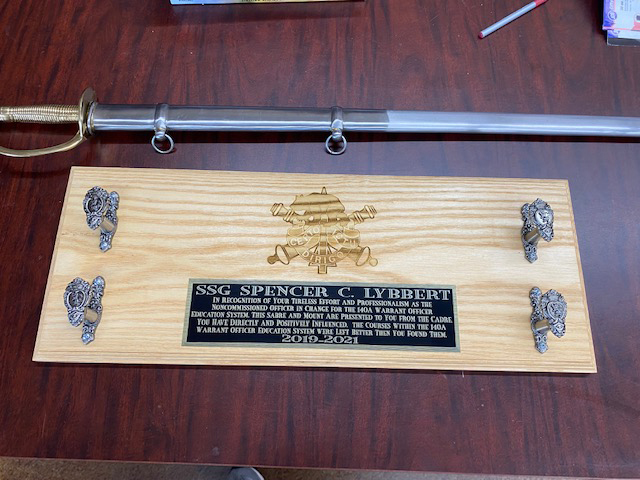 SSG SPENCER C. LYBBERT
IN RECOGNITION OF YOUR TIRELESS EFFORT AND PROFESSIONALISM AS THE
NONCOMMISSIONED OFFICER IN CHARGE FOR THE 140A WARRANT OFFICER
EDUCATION SYSTEM. THIS SABRE AND MOUNT ARE PRESENTED TO YOU FROM THE CADRE
YOU HAVE DIRECTLY AND POSITIVELY INFLUENCED. THE COURSES WITHIN THE 140A
WARRANT OFFICER EDUCATION SYSTEM WERE LEFT BETTER THEN YOU FOUND THEM.
2019-2021